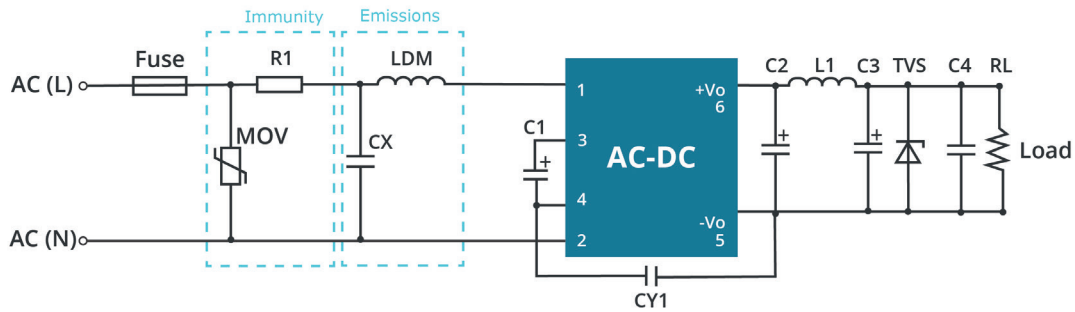 Immunity
Emissions
Fuse
R1
LDM
C2
L1
C3
TVS
C4
RL
AC (L)
1
+Vo
6
C1
+
MOV
CX
3
+
+
AC-DC
Load
4
-Vo
5
AC (N)
2
CY1